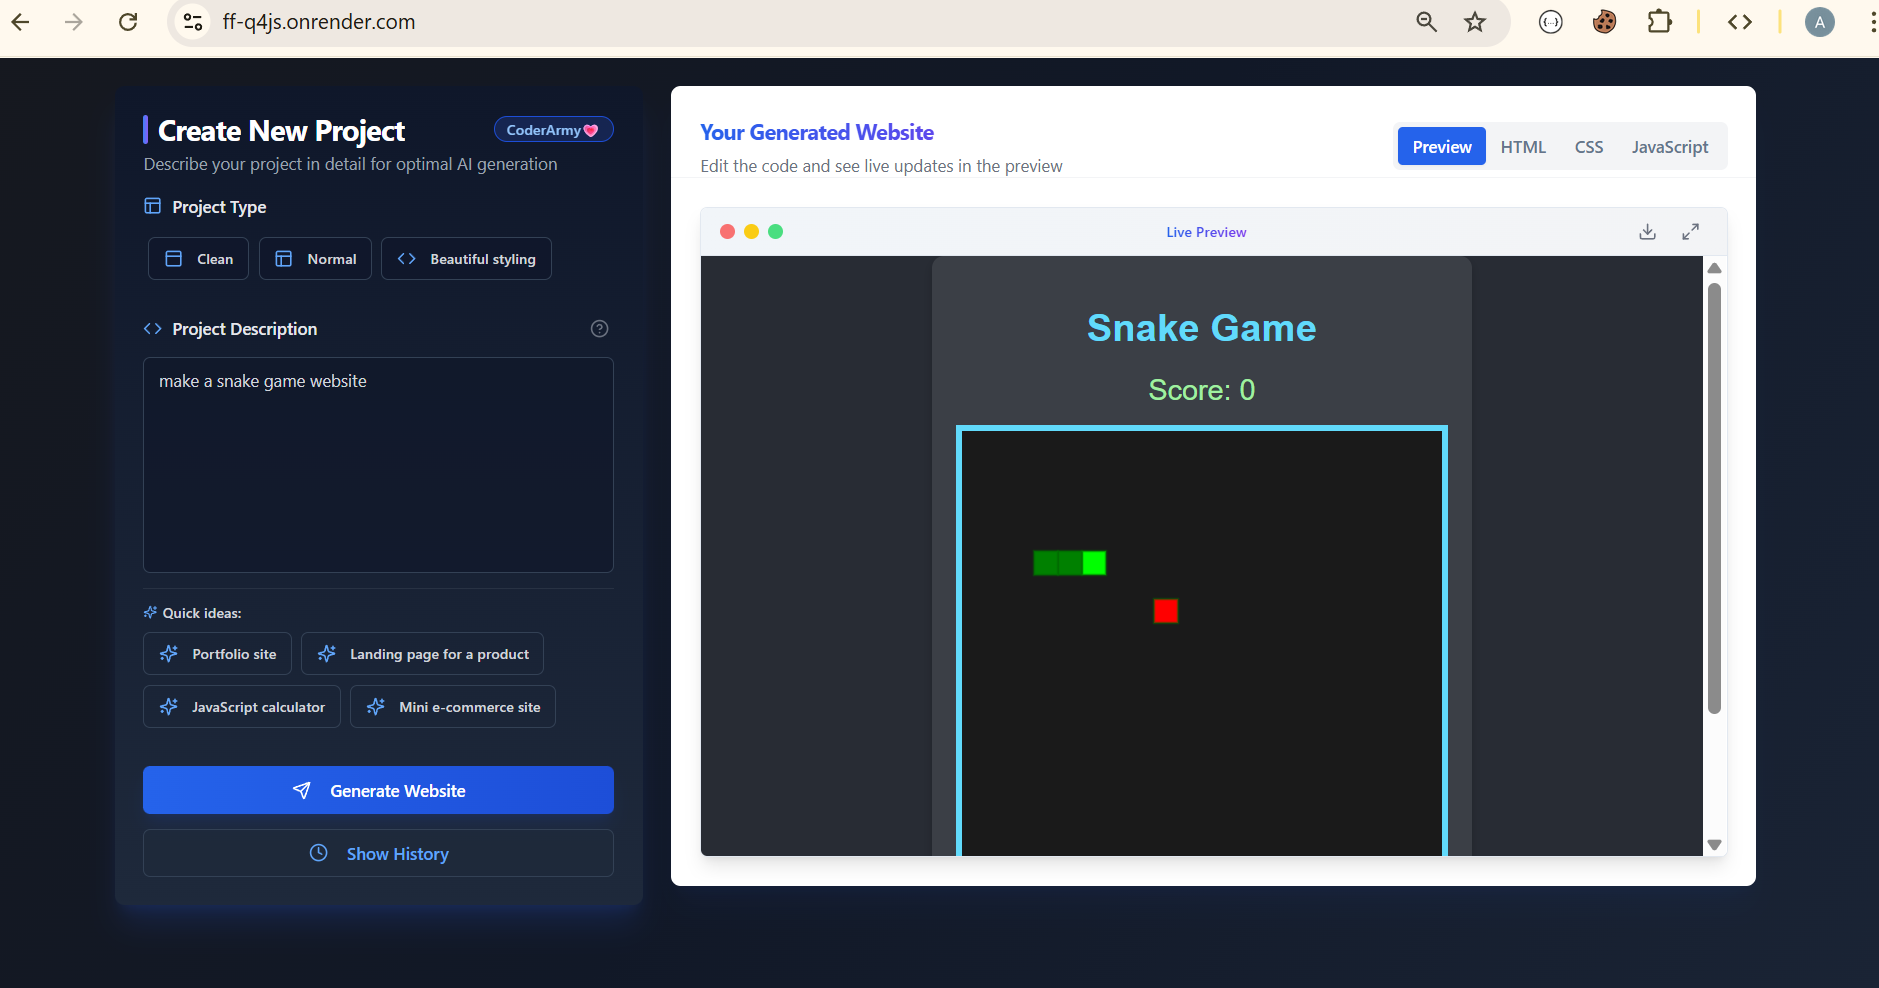 ff-q4js.onrender.com
A
Create New Project
CoderArmy💗
Describe your project in detail for optimal AI generation
Project Type
Clean
Normal
Beautiful styling
Project Description
make a snake game website
Quick ideas:
Portfolio site
Landing page for a product
JavaScript calculator
Mini e-commerce site
Generate Website
Show History
Your Generated Website
Edit the code and see live updates in the preview
Preview
HTML
CSS
JavaScript
Live Preview
Snake Game
Score: 0